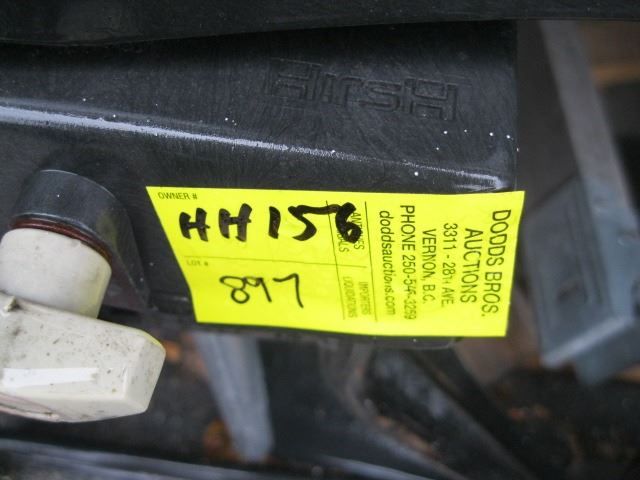 HirsH
OWNER #
HH156
LOT #
897
DODDS BROS.
AUCTIONS
3311 - 28TH AVE.
VERNON, B.C.
PHONE 250-545-3259
doddsauctions.com
IMPORTERS
LIQUIDATIONS